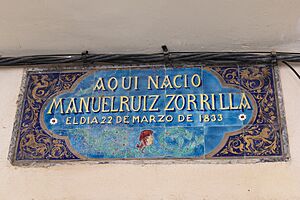 AQUI NACIO
MANUEL RUIZ ZORRILLA
EL DIA 22 DE MARZO DE 1833